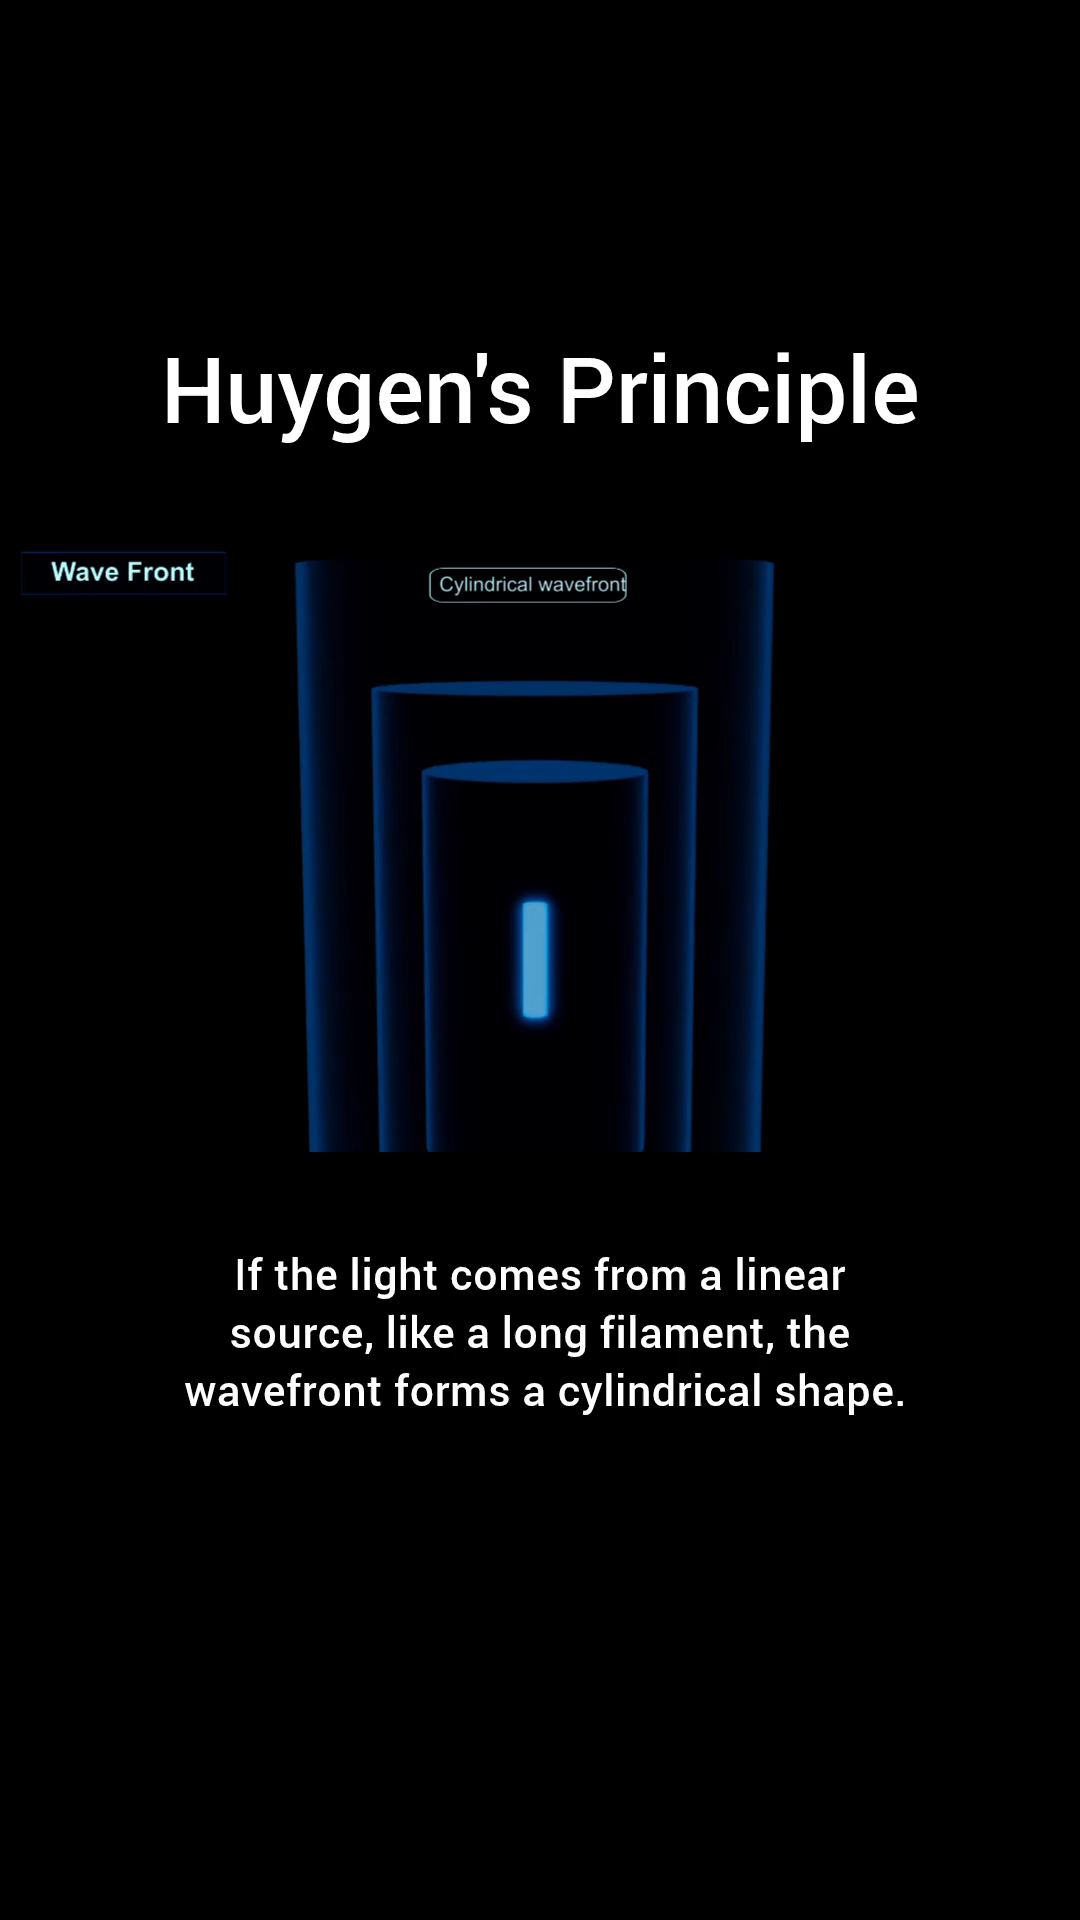 Huygen's Principle
Wave Front
Cylindrical wavefront
If the light comes from a linear
source, like a long filament, the
wavefront forms a cylindrical shape.